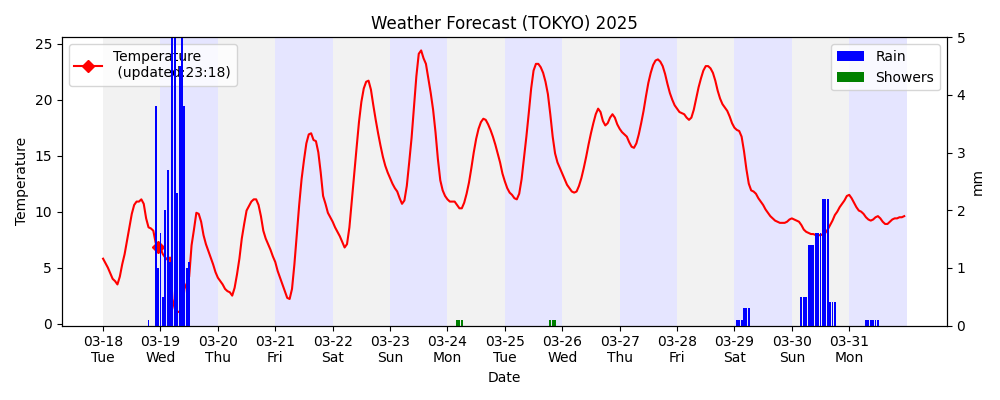 Weather Forecast (TOKYO) 2025
Temperature
(updated:23:18)
Rain
Showers
Temperature
25
20
15
10
5
0
5
4
3
2
1
0
mm
03-18 03-19 03-20 03-21 03-22 03-23 03-24 03-25 03-26 03-27 03-28 03-29 03-30 03-31
Tue Wed Thu Fri Sat Sun Mon Tue Wed Thu Fri Sat Sun Mon
Date